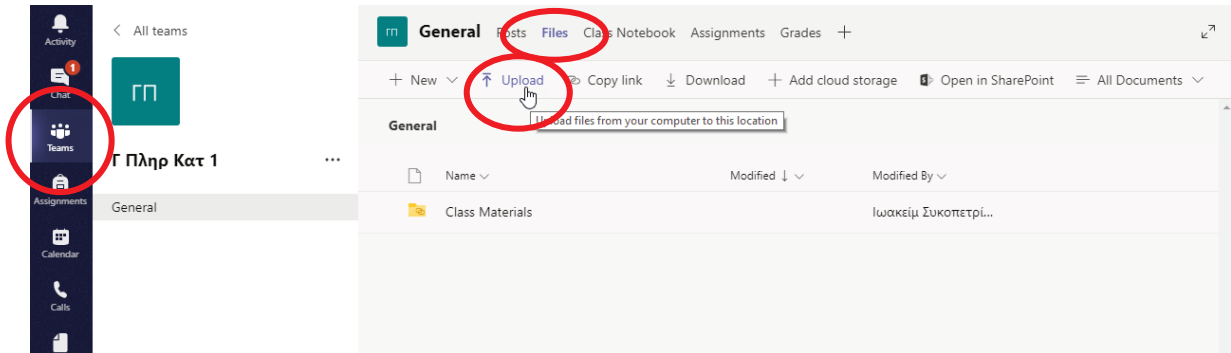 Activity
Chat
1
Teams
Assignments
Calendar
Calls
All teams
ΓΠ
Γ Πληρ Κατ 1
General
ΓΠ General Posts Files Class Notebook Assignments Grades
New Upload Copy link Download Add cloud storage Open in SharePoint All Documents
Upload files from your computer to this location
General
Name Modified Modified By
Class Materials Ιωακείμ Συκοπετρί...